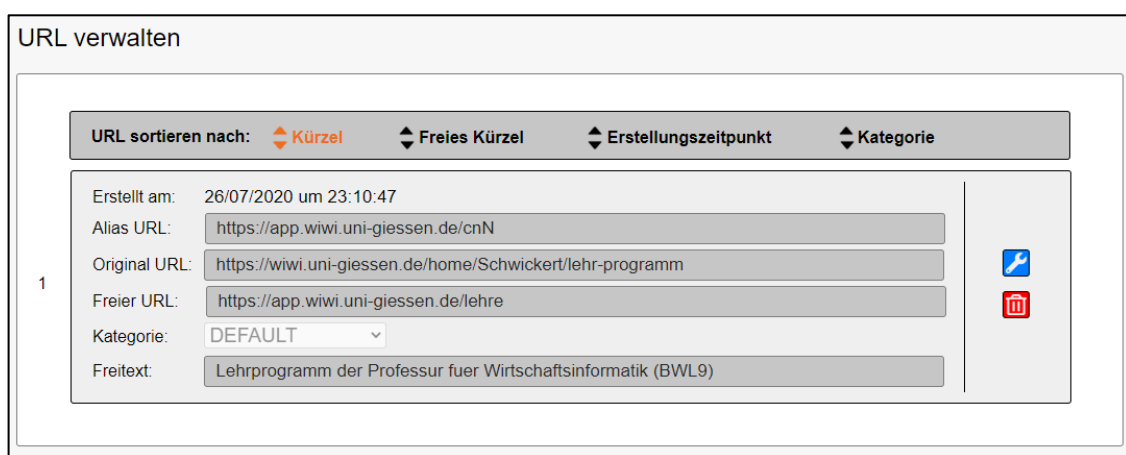 URL verwalten
URL sortieren nach: Kürzel Freies Kürzel Erstellungszeitpunkt Kategorie
Erstellt am: 26/07/2020 um 23:10:47
Alias URL: https://app.wiwi.uni-giessen.de/cnN
Original URL: https://wiwi.uni-giessen.de/home/Schwickert/lehr-programm
1
Freier URL: https://app.wiwi.uni-giessen.de/lehre
Kategorie: DEFAULT
Freitext: Lehrprogramm der Professur fuer Wirtschaftsinformatik (BWL9)